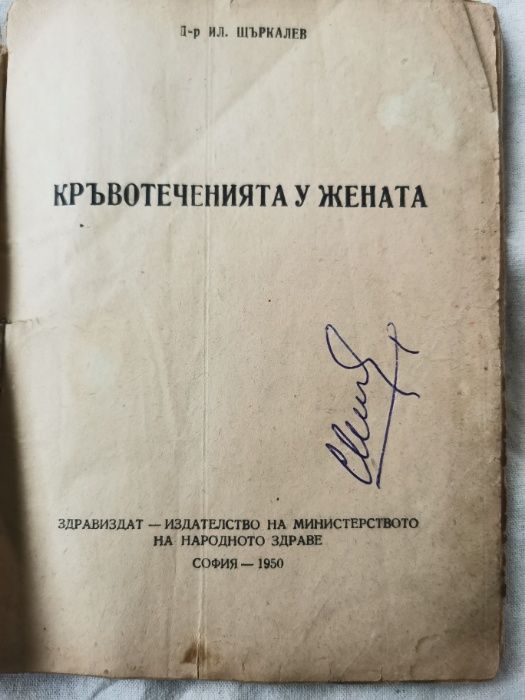 Д-р ИЛ. ЩЪРКАЛЕВ
КРЪВОТЕЧЕНИЯТА У ЖЕНАТА
ЗДРАВИЗДАТ — ИЗДАТЕЛСТВО НА МИНИСТЕРСТВОТО
НА НАРОДНОТО ЗДРАВЕ
СОФИЯ — 1950